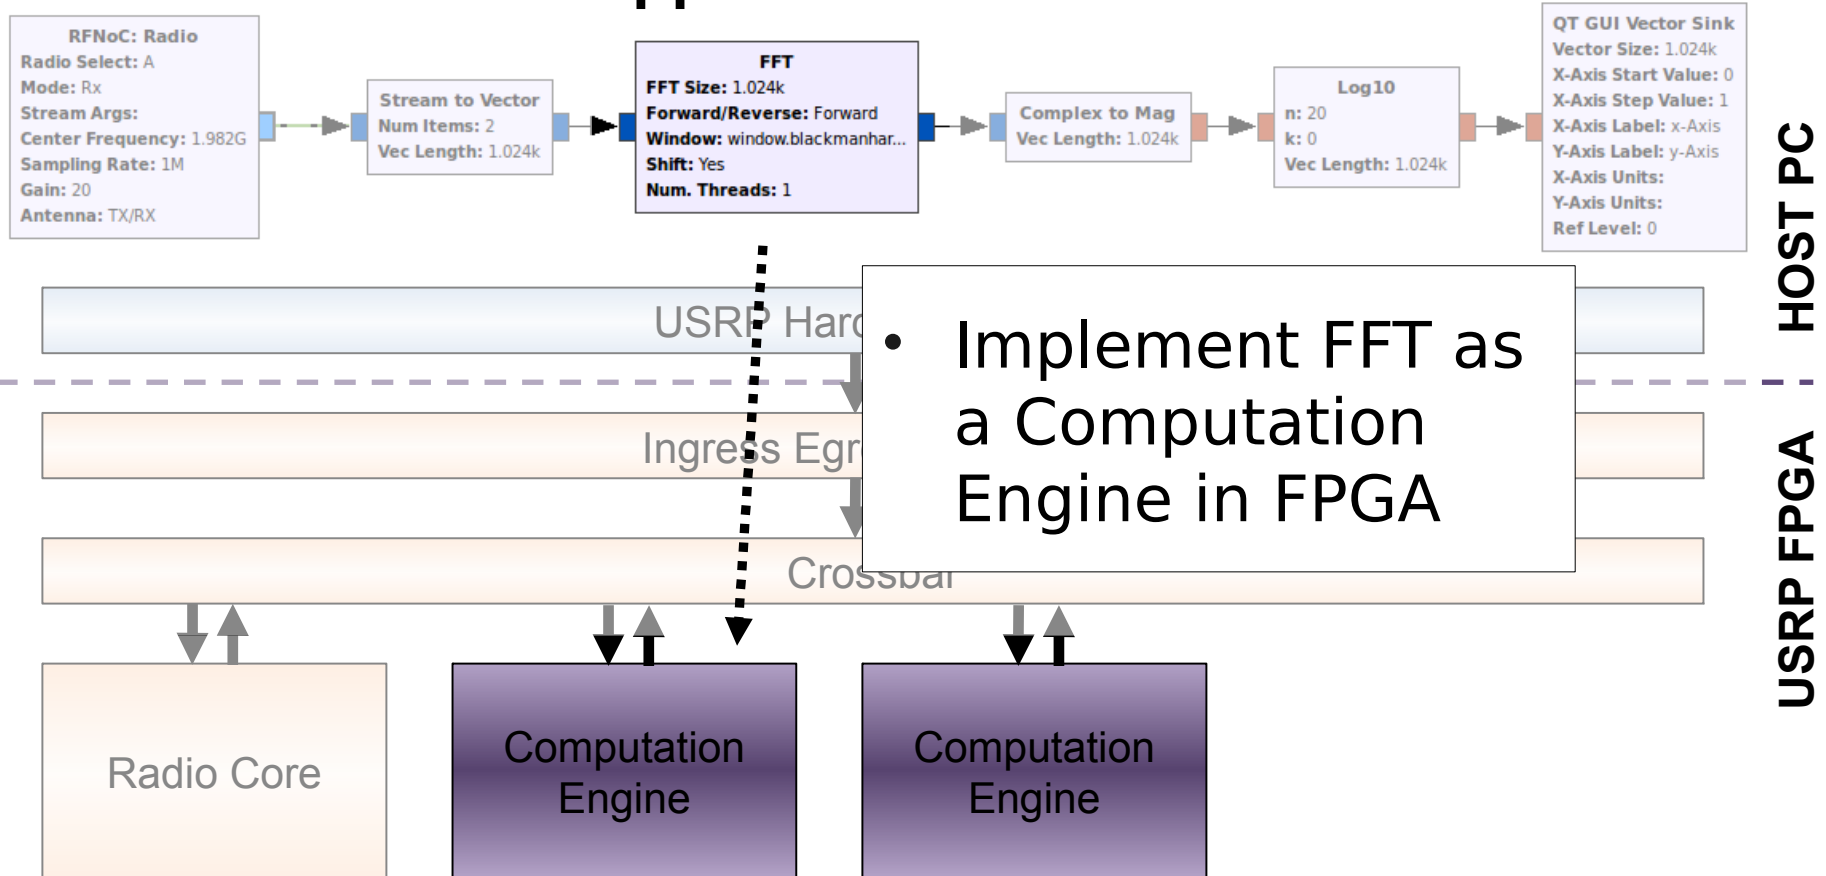 RFNoC: Radio
Radio Select: A
Mode: Rx
Stream Args:
Center Frequency: 1.982G
Sampling Rate: 1M
Gain: 20
Antenna: TX/RX
Stream to Vector
Num Items: 2
Vec Length: 1.024k
FFT
FFT Size: 1.024k
Forward/Reverse: Forward
Window: window.blackmanhar...
Shift: Yes
Num. Threads: 1
Complex to Mag
Vec Length: 1.024k
Log10
n: 20
k: 0
Vec Length: 1.024k
QT GUI Vector Sink
Vector Size: 1.024k
X-Axis Start Value: 0
X-Axis Step Value: 1
X-Axis Label: x-Axis
Y-Axis Label: y-Axis
X-Axis Units:
Y-Axis Units:
Ref Level: 0
HOST PC
USRP
• Implement FFT as
a Computation
Engine in FPGA
Ingress
Crossbar
USRP FPGA
Radio Core
Computation
Engine
Computation
Engine